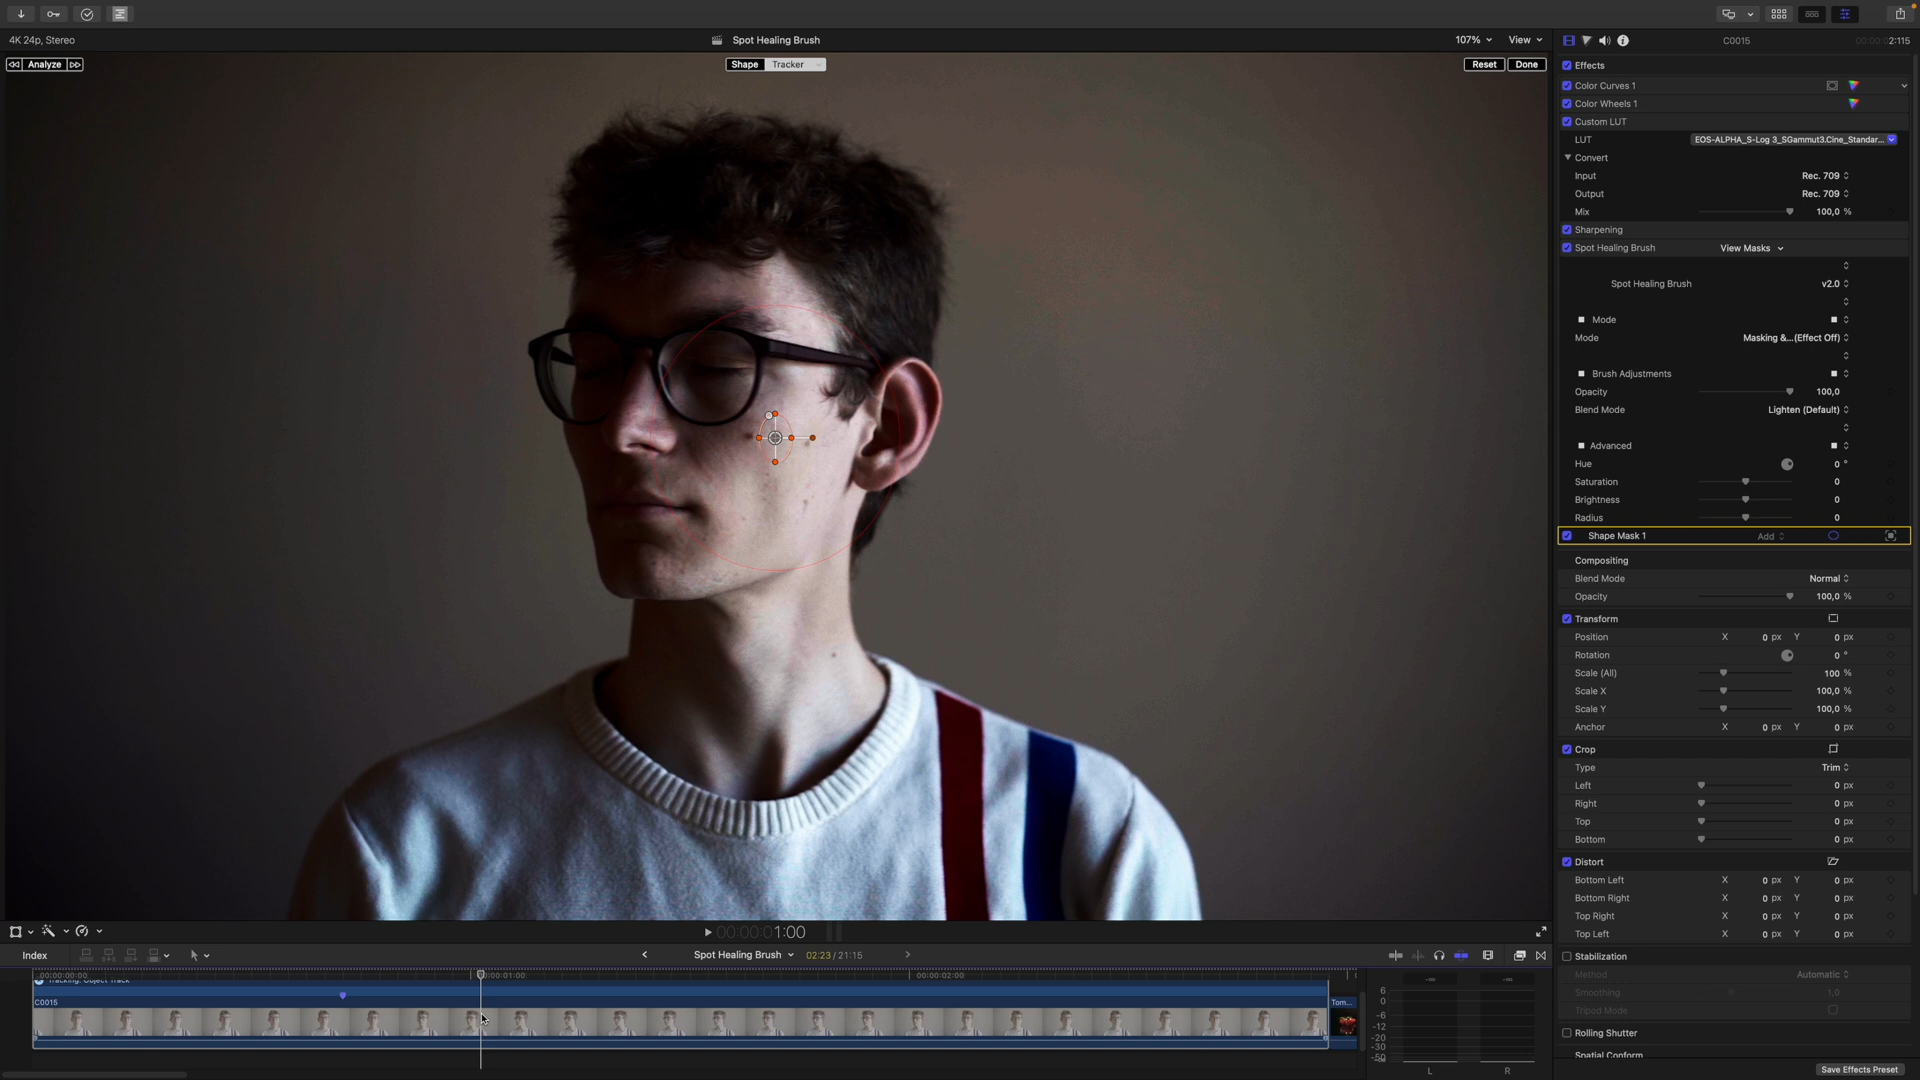 4K 24p, Stereo
Spot Healing Brush
107%
View
C0015
00:00:02:115
Analyze
Shape
Tracker
Reset
Done
Effects
Color Curves 1
Color Wheels 1
Custom LUT
LUT
EOS-ALPHA_S-Log 3_SGammut3.Cine_Standar...
Convert
Input
Rec. 709
Output
Rec. 709
Mix
100,0 %
Sharpening
Spot Healing Brush
View Masks
Spot Healing Brush
v2.0
Mode
Mode
Masking &...(Effect Off)
Brush Adjustments
Opacity
100,0
Blend Mode
Lighten (Default)
Advanced
Hue
0 °
Saturation
0
Brightness
0
Radius
0
Shape Mask 1
Add
Compositing
Blend Mode
Normal
Opacity
100,0 %
Transform
Position
X 0 px Y 0 px
Rotation
0 °
Scale (All)
100 %
Scale X
100,0 %
Scale Y
100,0 %
Anchor
X 0 px Y 0 px
Crop
Type
Trim
Left
0 px
Right
0 px
Top
0 px
Bottom
0 px
Distort
Bottom Left
X 0 px Y 0 px
Bottom Right
X 0 px Y 0 px
Top Right
X 0 px Y 0 px
Top Left
X 0 px Y 0 px
Stabilization
Method
Automatic
Smoothing
1,0
Tripod Mode
Rolling Shutter
Spatial Conform
Save Effects Preset
00:00:01:00
Index
Spot Healing Brush
02:23 / 21:15
00:00:00:00
00:00:01:00
00:00:02:00
Tracking: Object Track
C0015
Tom...
-∞
-∞
6
0
-6
-12
-20
-30
-50
L
R